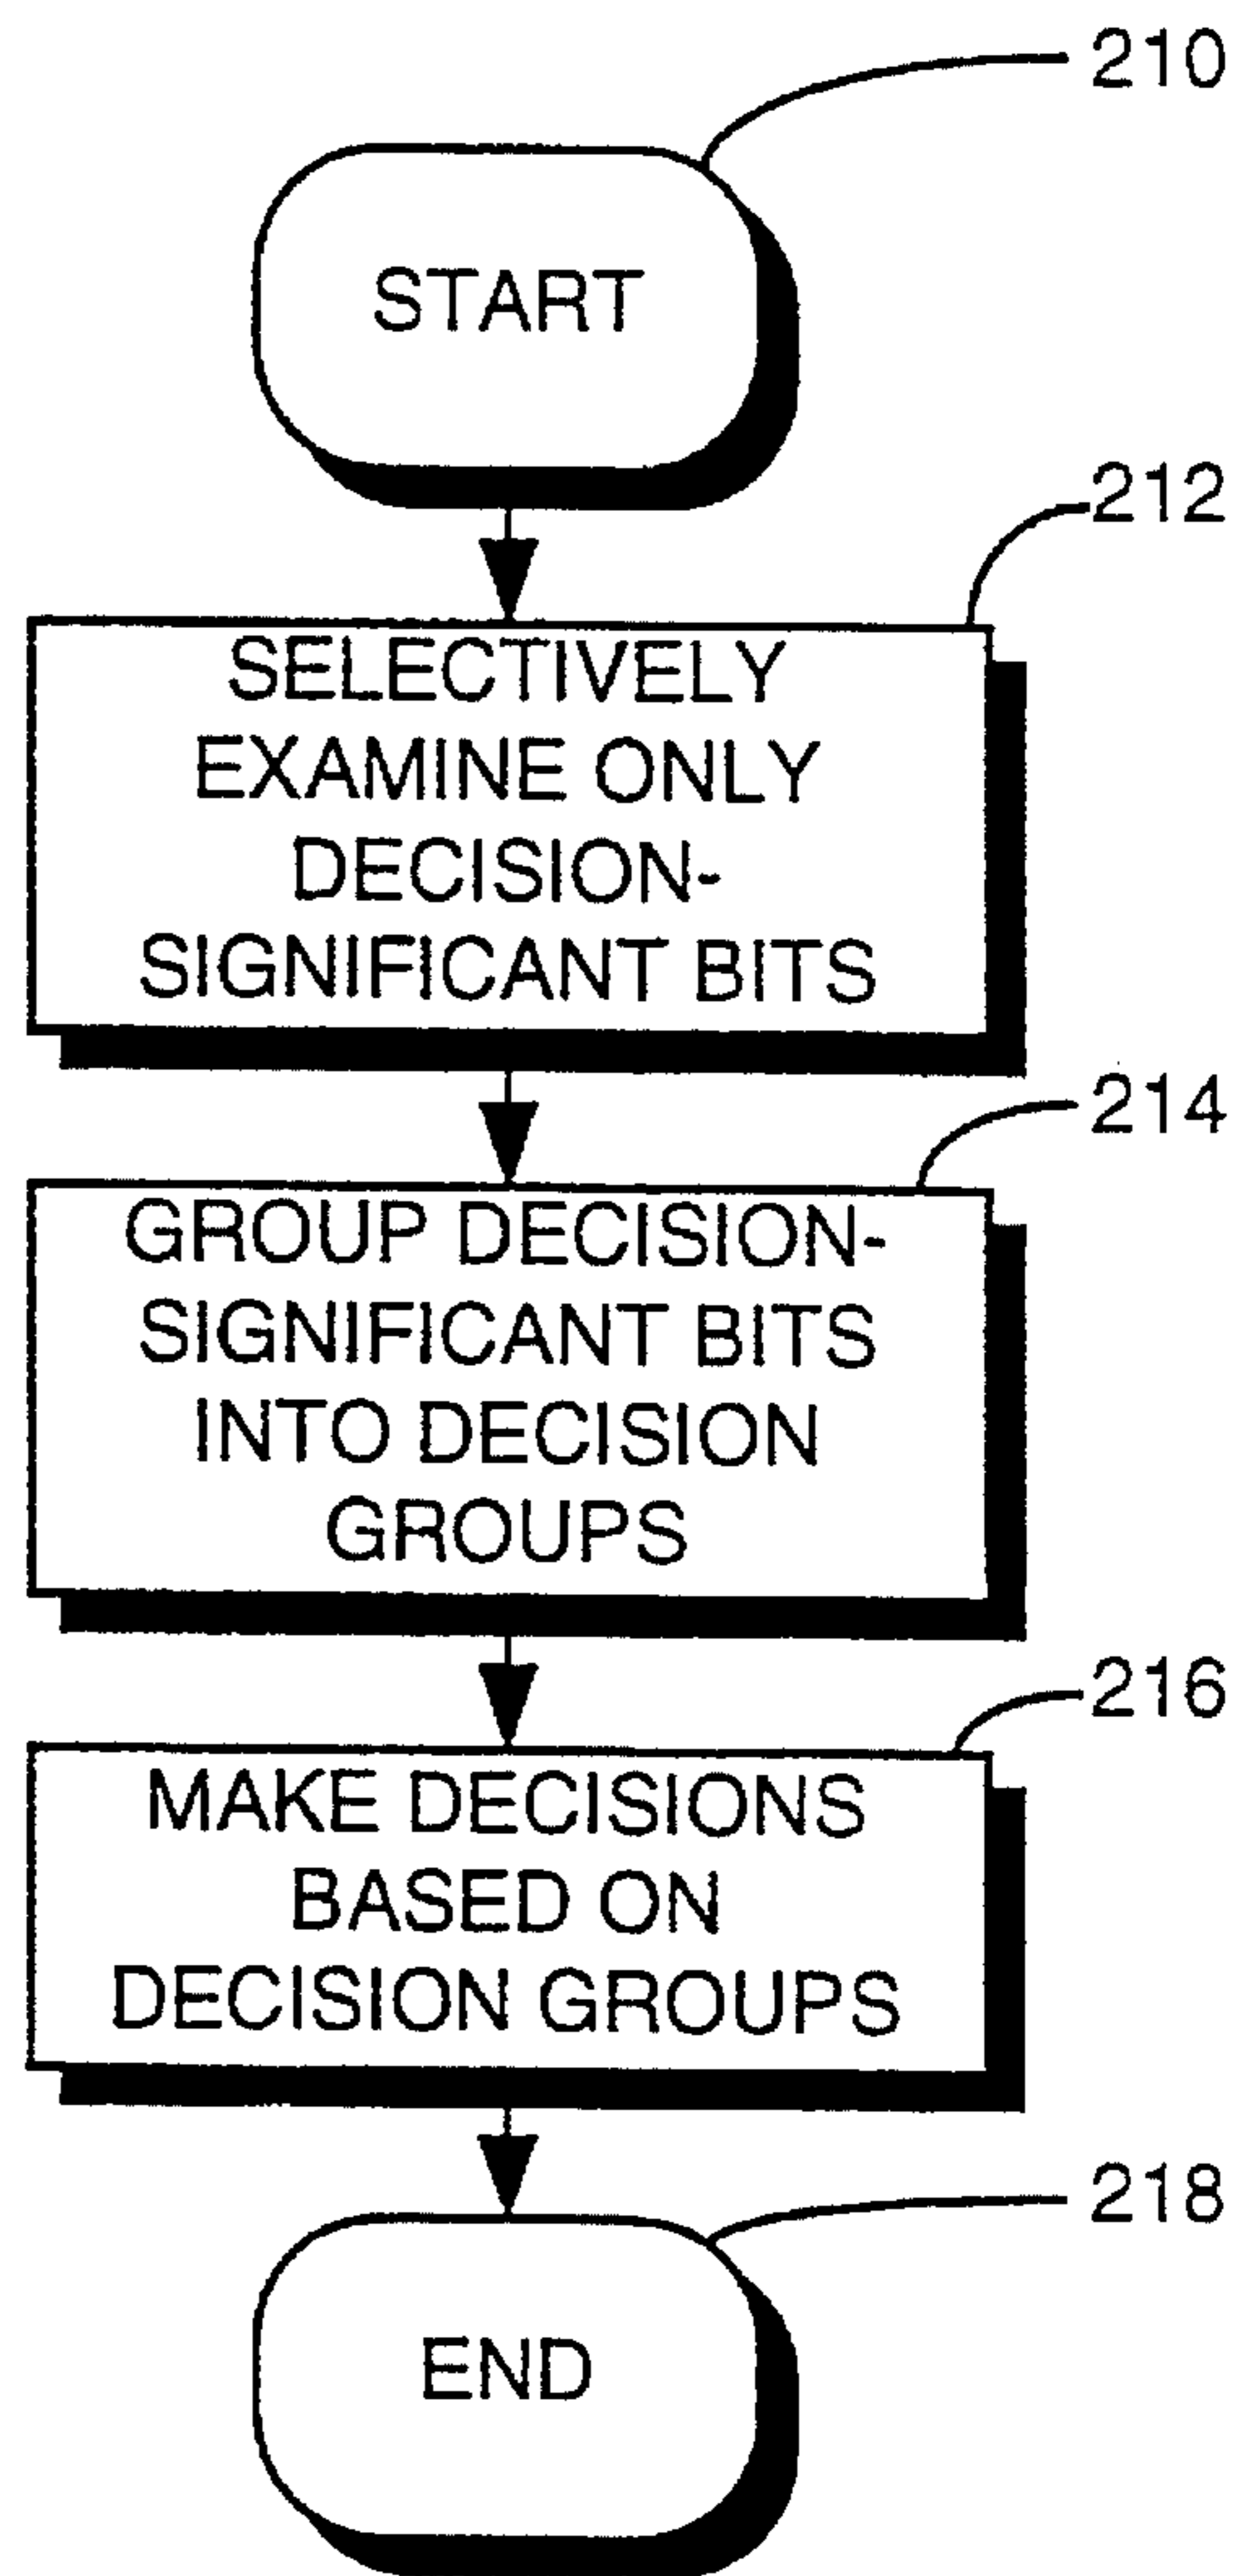 210
START
212
SELECTIVELY
EXAMINE ONLY
DECISION-
SIGNIFICANT BITS
214
GROUP DECISION-
SIGNIFICANT BITS
INTO DECISION
GROUPS
216
MAKE DECISIONS
BASED ON
DECISION GROUPS
218
END